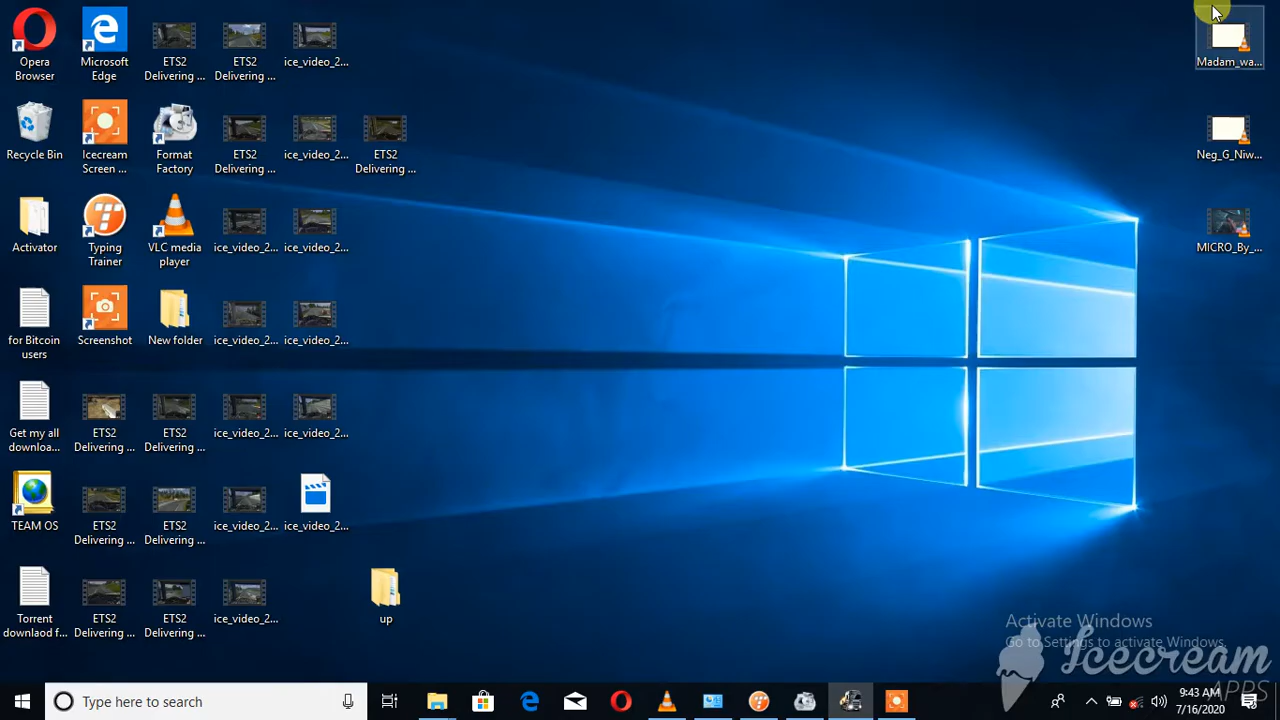 Opera
Browser
Microsoft
Edge
ETS2
Delivering ...
ETS2
Delivering ...
ice_video_2...
Madam_wa...
Recycle Bin
Icecream
Screen ...
Format
Factory
ETS2
Delivering ...
ice_video_2...
ETS2
Delivering ...
Neg_G_Niw...
Activator
Typing
Trainer
VLC media
player
ice_video_2...
ice_video_2...
MICRO_By_...
for Bitcoin
users
Screenshot
New folder
ice_video_2...
ice_video_2...
Get my all
downloa...
ETS2
Delivering ...
ETS2
Delivering ...
ice_video_2...
ice_video_2...
TEAM OS
ETS2
Delivering ...
ETS2
Delivering ...
ice_video_2...
ice_video_2...
Torrent
downlaod f...
ETS2
Delivering ...
ETS2
Delivering ...
ice_video_2...
up
Activate Windows
Go to Settings to activate Windows.
Icecream
APPS
Type here to search
:43 AM
7/16/2020